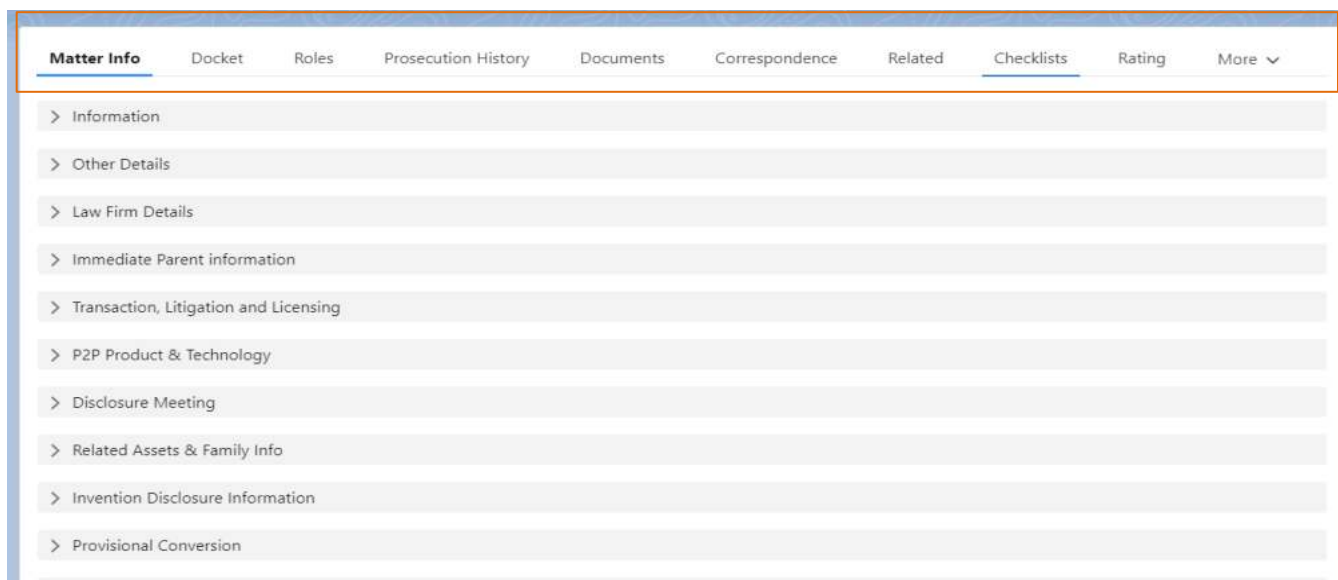 Matter Info Docket Roles Prosecution History Documents Correspondence Related Checklists Rating More
Information
Other Details
Law Firm Details
Immediate Parent information
Transaction, Litigation and Licensing
P2P Product & Technology
Disclosure Meeting
Related Assets & Family Info
Invention Disclosure Information
Provisional Conversion